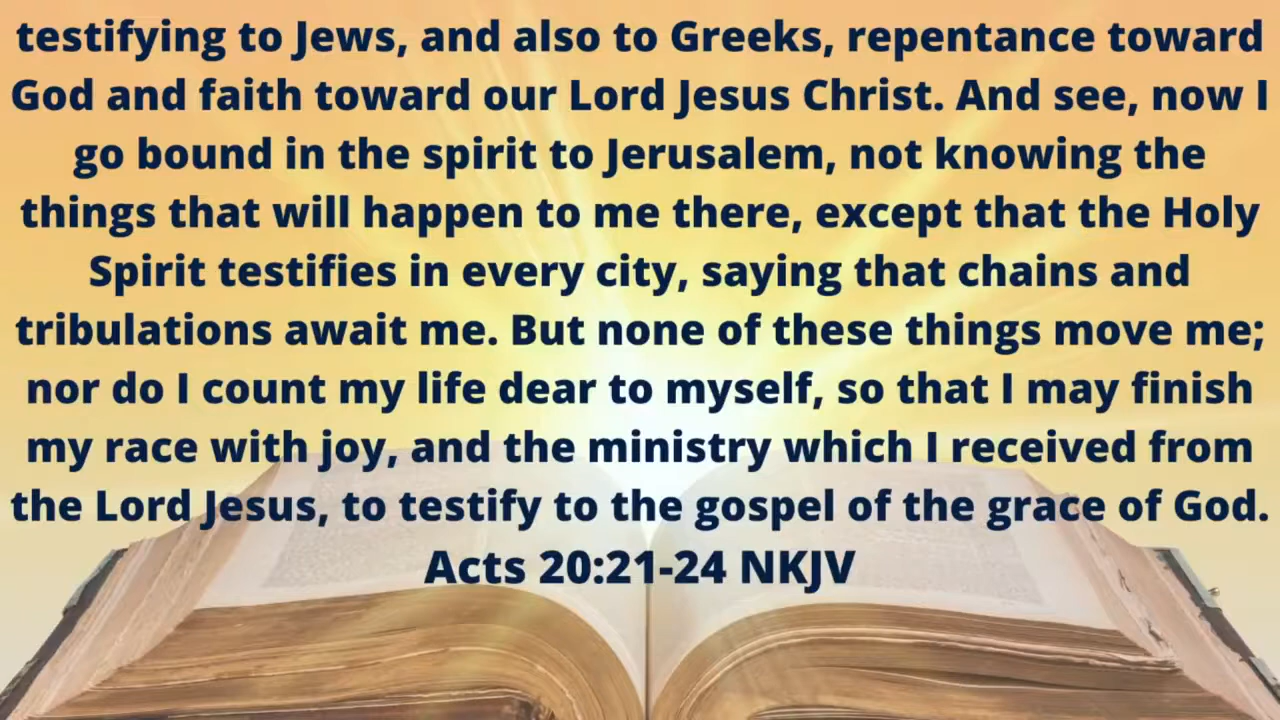 testifying to Jews, and also to Greeks, repentance toward
God and faith toward our Lord Jesus Christ. And see, now I
go bound in the spirit to Jerusalem, not knowing the
things that will happen to me there, except that the Holy
Spirit testifies in every city, saying that chains and
tribulations await me. But none of these things move me;
nor do I count my life dear to myself, so that I may finish
my race with joy, and the ministry which I received from
the Lord Jesus, to testify to the gospel of the grace of God.
Acts 20:21-24 NKJV